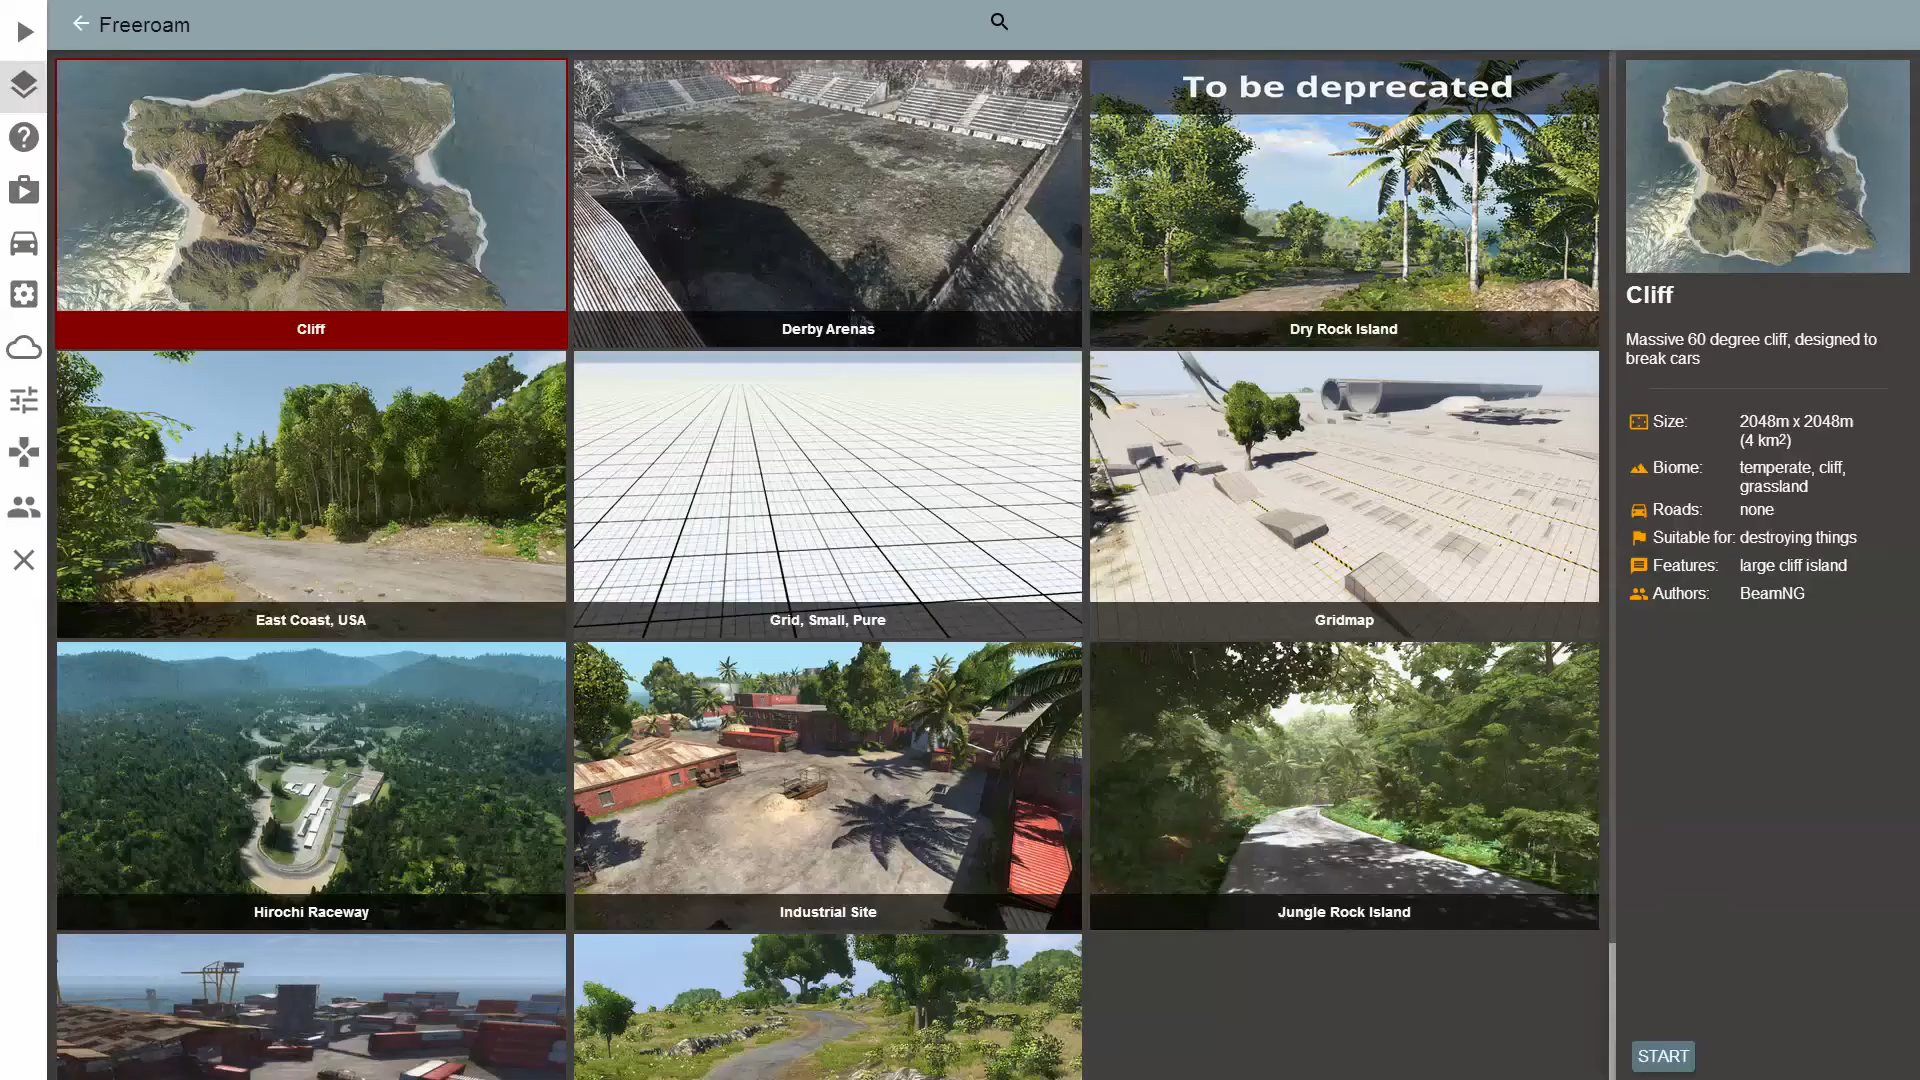 Freeroam
To be deprecated
Cliff
Derby Arenas
Dry Rock Island
East Coast, USA
Grid, Small, Pure
Gridmap
Hirochi Raceway
Industrial Site
Jungle Rock Island
Cliff
Massive 60 degree cliff, designed to
break cars
Size: 2048m x 2048m
(4 km²)
Biome: temperate, cliff,
grassland
Roads: none
Suitable for: destroying things
Features: large cliff island
Authors: BeamNG
START